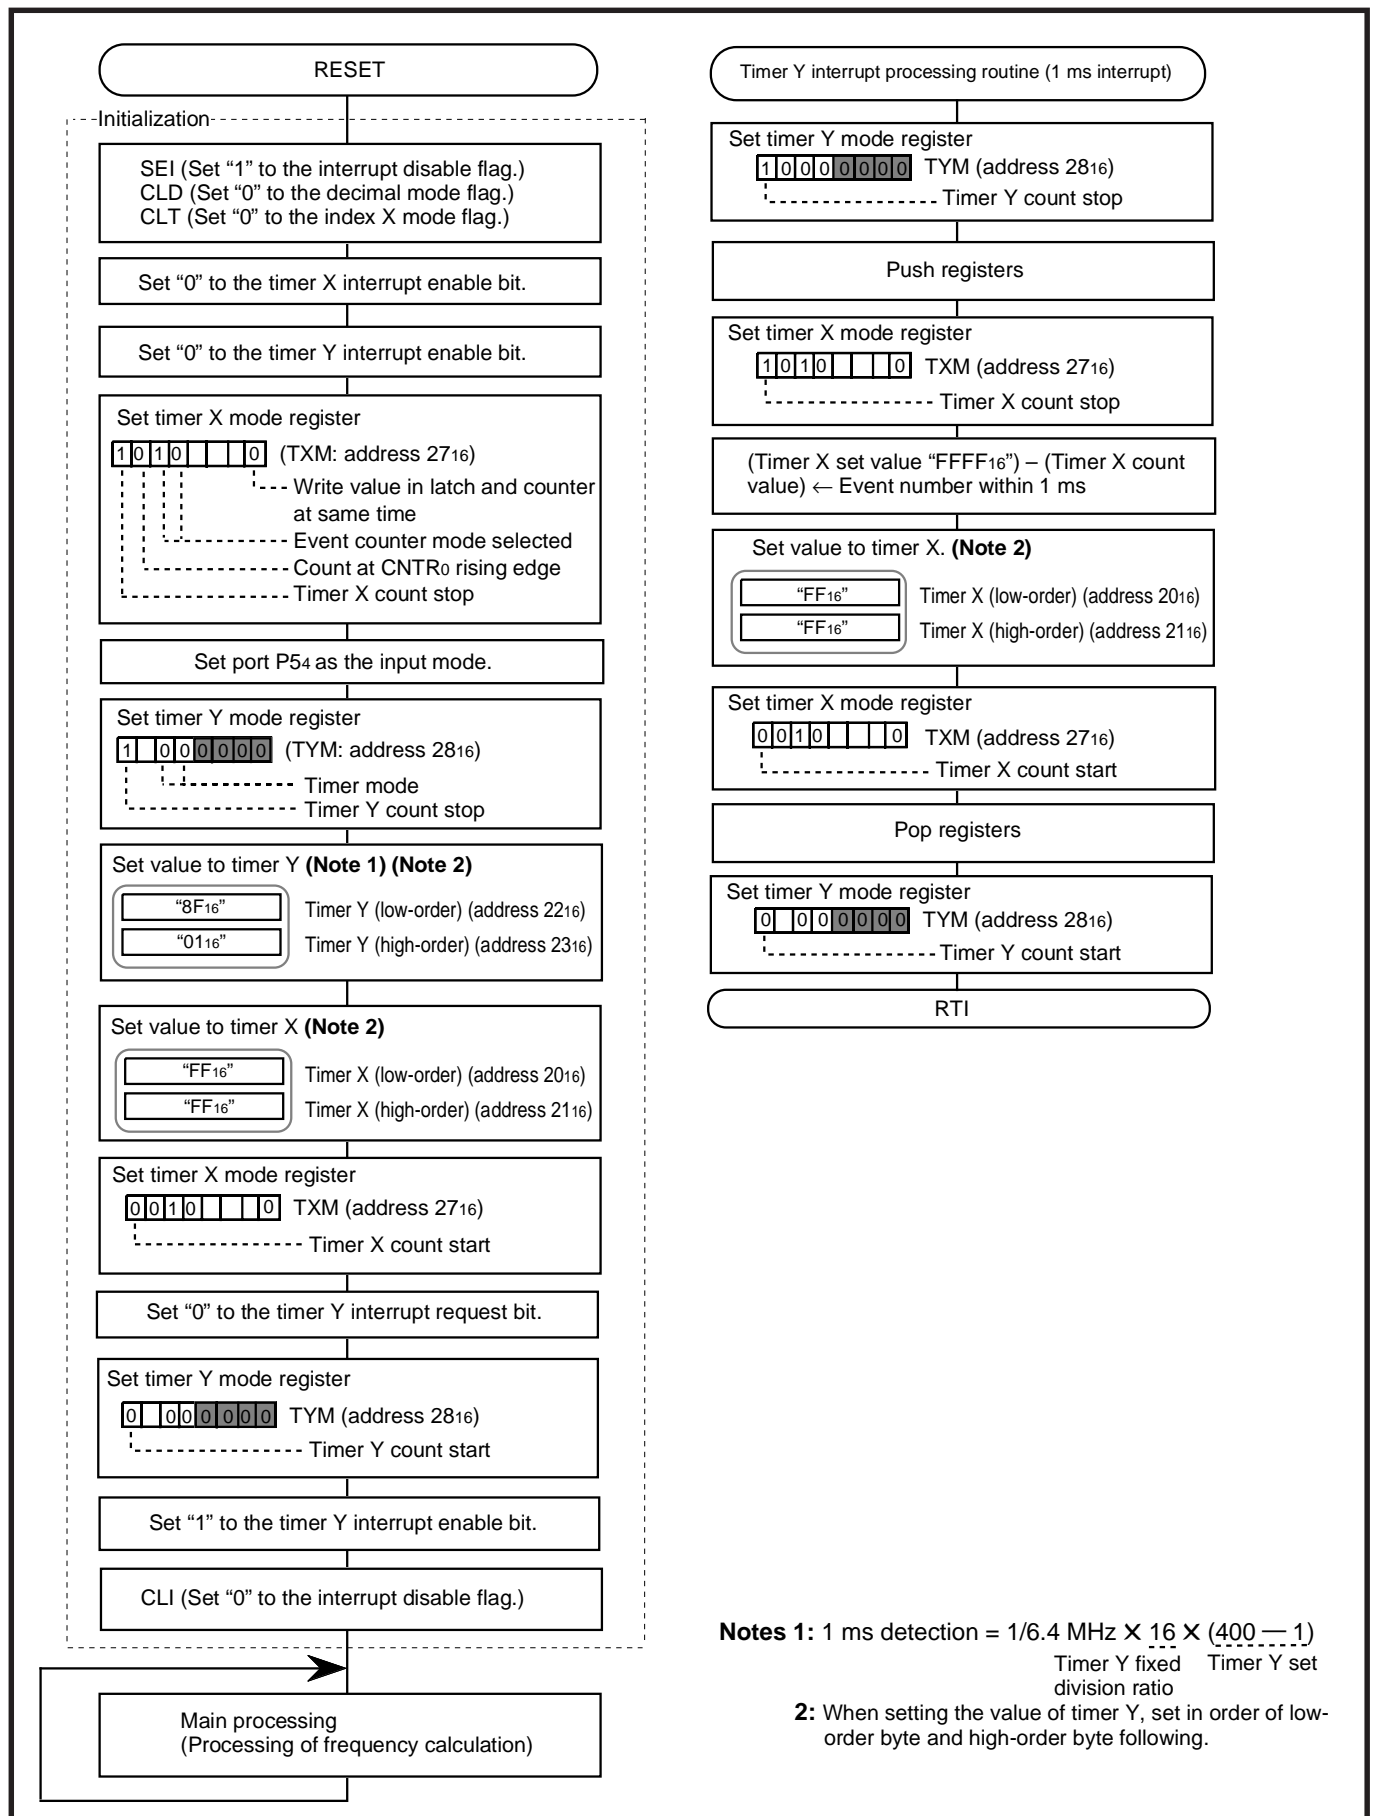 RESET
Initialization
SEI (Set “1” to the interrupt disable flag.)
CLD (Set “0” to the decimal mode flag.)
CLT (Set “0” to the index X mode flag.)
Set “0” to the timer X interrupt enable bit.
Set “0” to the timer Y interrupt enable bit.
Set timer X mode register
1 0 1 0 0 (TXM: address 2716)
Write value in latch and counter
at same time
Event counter mode selected
Count at CNTR0 rising edge
Timer X count stop
Set port P54 as the input mode.
Set timer Y mode register
1 0 0 0 0 0 0 (TYM: address 2816)
Timer mode
Timer Y count stop
Set value to timer Y (Note 1) (Note 2)
“8F16” Timer Y (low-order) (address 2216)
“0116” Timer Y (high-order) (address 2316)
Set value to timer X (Note 2)
“FF16” Timer X (low-order) (address 2016)
“FF16” Timer X (high-order) (address 2116)
Set timer X mode register
0 0 1 0 0 TXM (address 2716)
Timer X count start
Set “0” to the timer Y interrupt request bit.
Set timer Y mode register
0 0 0 0 0 0 0 TYM (address 2816)
Timer Y count start
Set “1” to the timer Y interrupt enable bit.
CLI (Set “0” to the interrupt disable flag.)
Main processing
(Processing of frequency calculation)
Timer Y interrupt processing routine (1 ms interrupt)
Set timer Y mode register
1 0 0 0 0 0 0 0 TYM (address 2816)
Timer Y count stop
Push registers
Set timer X mode register
1 0 1 0 0 TXM (address 2716)
Timer X count stop
(Timer X set value “FFFF16”) – (Timer X count
value) ← Event number within 1 ms
Set value to timer X. (Note 2)
“FF16” Timer X (low-order) (address 2016)
“FF16” Timer X (high-order) (address 2116)
Set timer X mode register
0 0 1 0 0 TXM (address 2716)
Timer X count start
Pop registers
Set timer Y mode register
0 0 0 0 0 0 0 TYM (address 2816)
Timer Y count start
RTI
Notes 1: 1 ms detection = 1/6.4 MHz × 16 × (400 — 1)
Timer Y fixed Timer Y set
division ratio
2: When setting the value of timer Y, set in order of low-
order byte and high-order byte following.